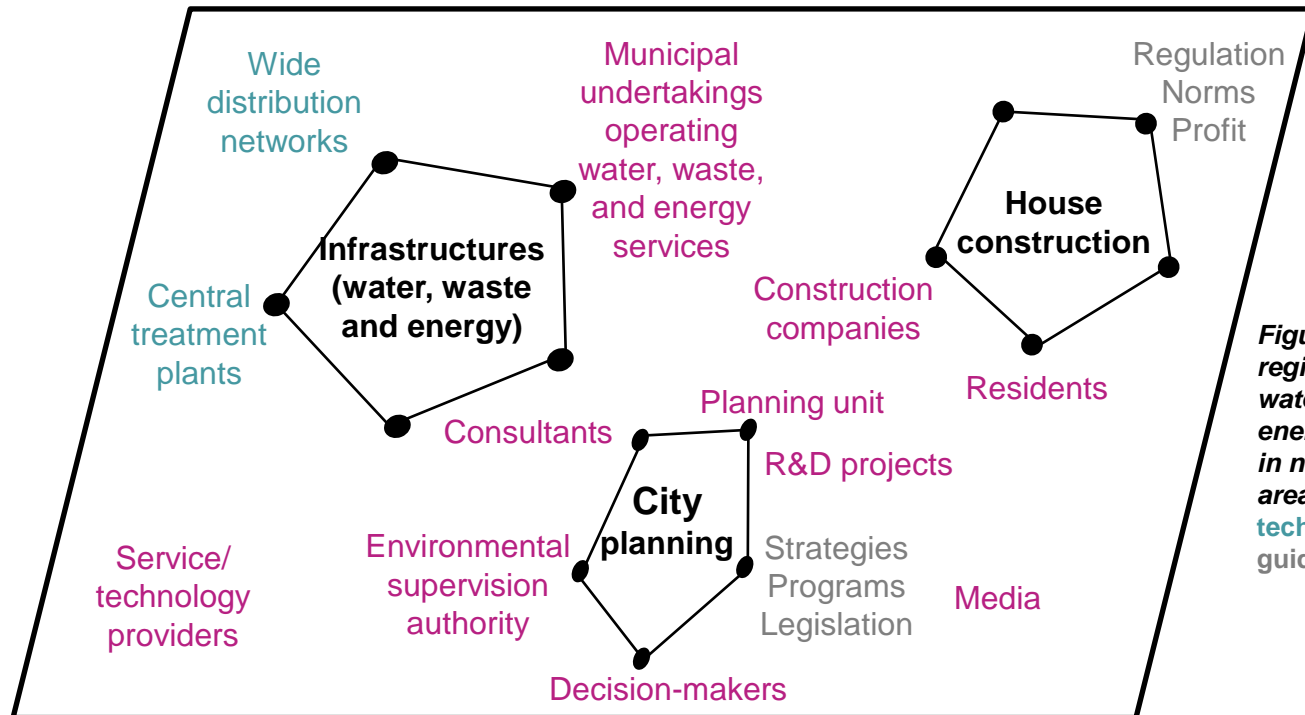 Wide
distribution
networks
Municipal
undertakings
operating
water, waste,
and energy
services
Regulation
Norms
Profit
Infrastructures
(water, waste
and energy)
House
construction
Central
treatment
plants
Construction
companies
Residents
Planning unit
Consultants
R&D projects
City
planning
Service/
technology
providers
Environmental
supervision
authority
Strategies
Programs
Legislation
Media
Decision-makers
in n